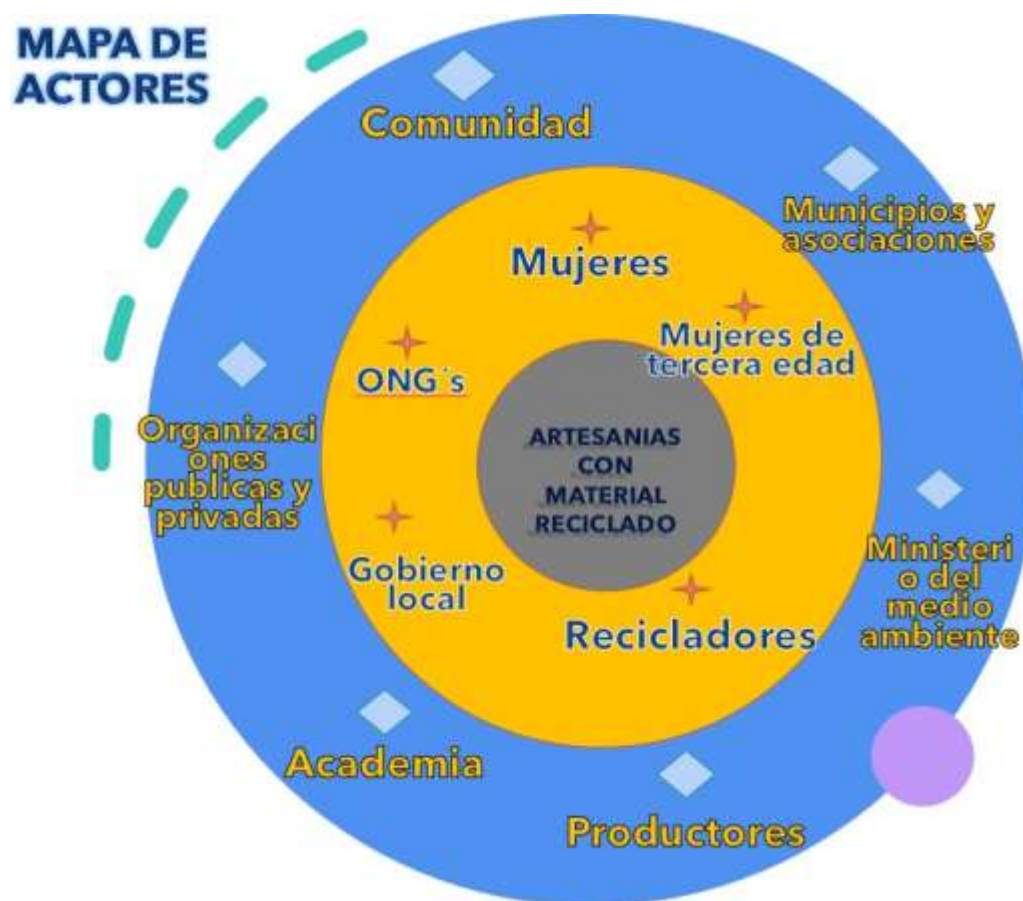 MAPA DE
ACTORES
Comunidad
Municipios y
asociaciones
Mujeres
Mujeres de
tercera edad
ONG´s
Organizaci
ones
publicas y
privadas
ARTESANIAS
CON
MATERIAL
RECICLADO
Gobierno
local
Ministeri
o del
medio
ambiente
Recicladores
Academia
Productores